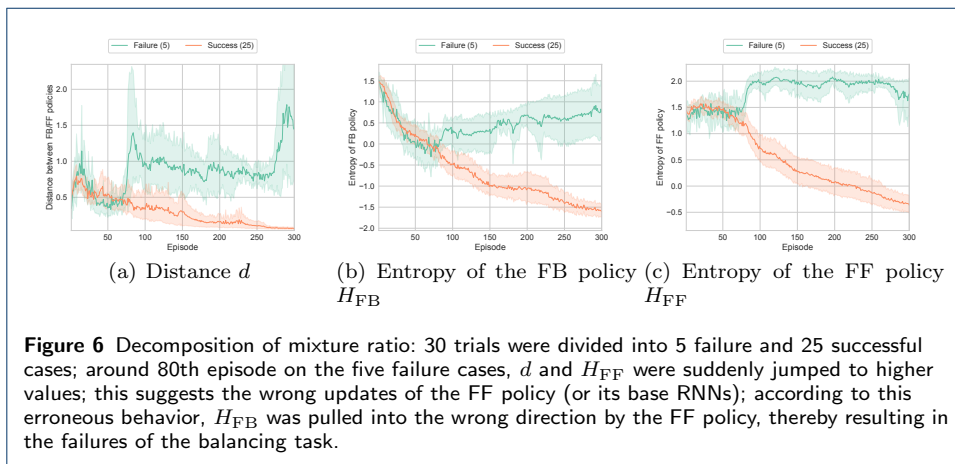 Failure (5) Success (25)
Distance between FB/FF policies
2.0
1.5
1.0
0.5
50 100 150 200 250 300
Episode
(a) Distance d
Failure (5) Success (25)
Entropy of FB policy
1.5
1.0
0.5
0.0
−0.5
−1.0
−1.5
−2.0
50 100 150 200 250 300
Episode
(b) Entropy of the FB policy
H_FB
Failure (5) Success (25)
Entropy of FF policy
2.0
1.5
1.0
0.5
0.0
−0.5
50 100 150 200 250 300
Episode
(c) Entropy of the FF policy
H_FF
Figure 6 Decomposition of mixture ratio: 30 trials were divided into 5 failure and 25 successful
cases; around 80th episode on the five failure cases, d and H_FF were suddenly jumped to higher
values; this suggests the wrong updates of the FF policy (or its base RNNs); according to this
erroneous behavior, H_FB was pulled into the wrong direction by the FF policy, thereby resulting in
the failures of the balancing task.